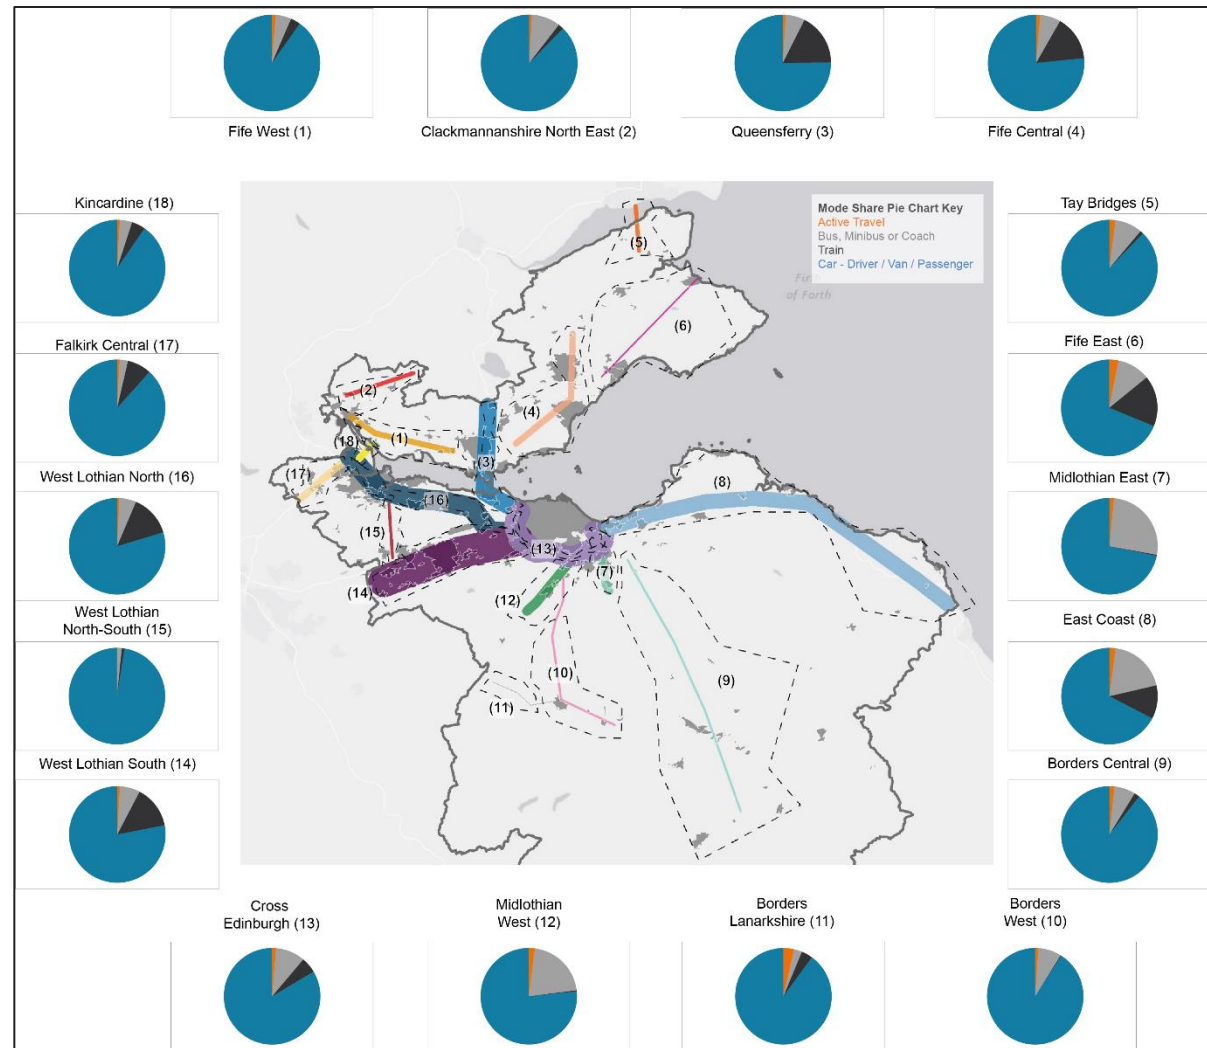 Fife West (1)
Clackmannanshire North East (2)
Queensferry (3)
Fife Central (4)
Kincardine (18)
Falkirk Central (17)
West Lothian North (16)
West Lothian
North-South (15)
West Lothian South (14)
Mode Share Pie Chart Key
Active Travel
Bus, Minibus or Coach
Train
Car - Driver / Van / Passenger
Firth
of Forth
(5)
(6)
(2)
(4)
(1)
(18)
(3)
(17)
(8)
(16)
(15)
(13)
(7)
(14)
(12)
(10)
(9)
(11)
Tay Bridges (5)
Fife East (6)
Midlothian East (7)
East Coast (8)
Borders Central (9)
Cross
Edinburgh (13)
Midlothian
West (12)
Borders
Lanarkshire (11)
Borders
West (10)